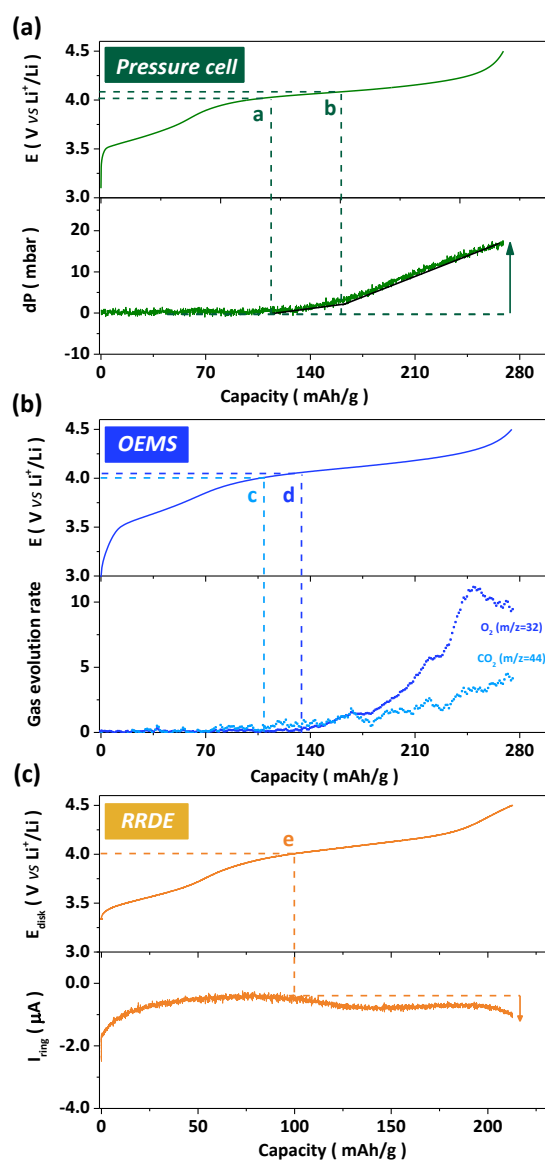 (a)
Pressure cell
E ( V vs Li⁺/Li)
4.5
4.0
3.5
3.0
a
b
dP ( mbar)
20
10
0
-10
0 70 140 210 280
Capacity ( mAh/g )
(b)
OEMS
E ( V vs Li⁺/Li)
4.5
4.0
3.5
3.0
c
d
Gas evolution rate
10
5
0
O₂ (m/z=32)
CO₂ (m/z=44)
0 70 140 210 280
Capacity ( mAh/g )
(c)
RRDE
E_disk ( V vs Li⁺/Li)
4.5
4.0
3.5
3.0
e
I_ring ( μA)
0.0
-2.0
-4.0
0 50 100 150 200
Capacity ( mAh/g )